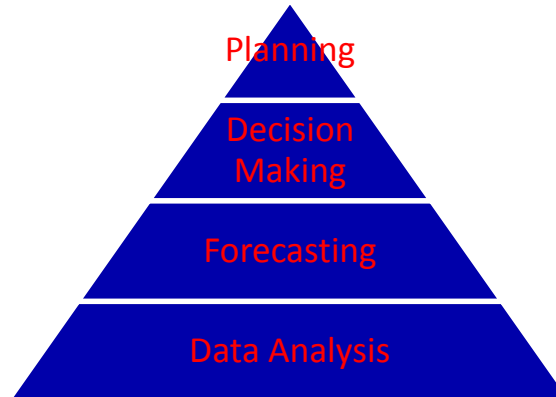 Planning
Decision
Making
Forecasting
Data Analysis